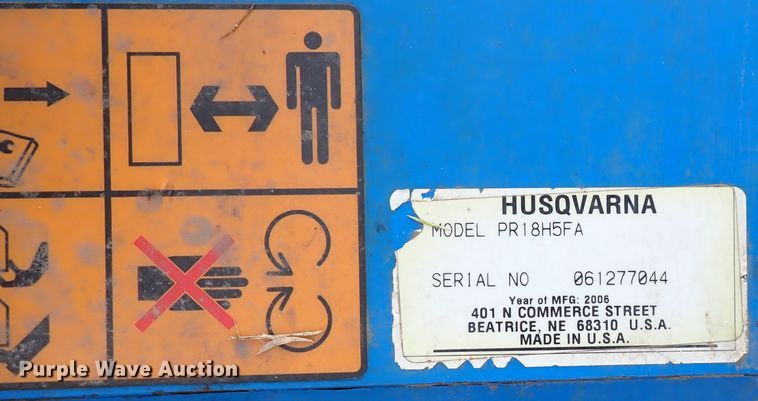 HUSQVARNA
MODEL PR18H5FA
SERIAL NO 061277044
Year of MFG: 2006
401 N COMMERCE STREET
BEATRICE, NE 68310 U.S.A.
MADE IN U.S.A.
Purple Wave Auction